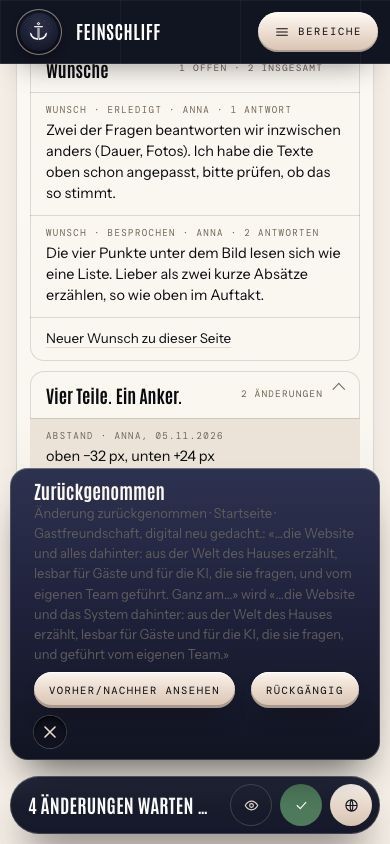 FEINSCHLIFF
BEREICHE
Wünsche
1 OFFEN · 2 INSGESAMT
WUNSCH · ERLEDIGT · ANNA · 1 ANTWORT
Zwei der Fragen beantworten wir inzwischen
anders (Dauer, Fotos). Ich habe die Texte
oben schon angepasst, bitte prüfen, ob das
so stimmt.
WUNSCH · BESPROCHEN · ANNA · 2 ANTWORTEN
Die vier Punkte unter dem Bild lesen sich wie
eine Liste. Lieber als zwei kurze Absätze
erzählen, so wie oben im Auftakt.
Neuer Wunsch zu dieser Seite
Vier Teile. Ein Anker.
2 ÄNDERUNGEN
ABSTAND · ANNA, 05.11.2026
oben −32 px, unten +24 px
Zurückgenommen
Änderung zurückgenommen · Startseite ·
Gastfreundschaft, digital neu gedacht.: «…die Website
und alles dahinter: aus der Welt des Hauses erzählt,
lesbar für Gäste und für die KI, die sie fragen, und vom
eigenen Team geführt. Ganz am…» wird «…die Website
und das System dahinter: aus der Welt des Hauses
erzählt, lesbar für Gäste und für die KI, die sie fragen,
und geführt vom eigenen Team.»
VORHER/NACHHER ANSEHEN
RÜCKGÄNGIG
4 ÄNDERUNGEN WARTEN …